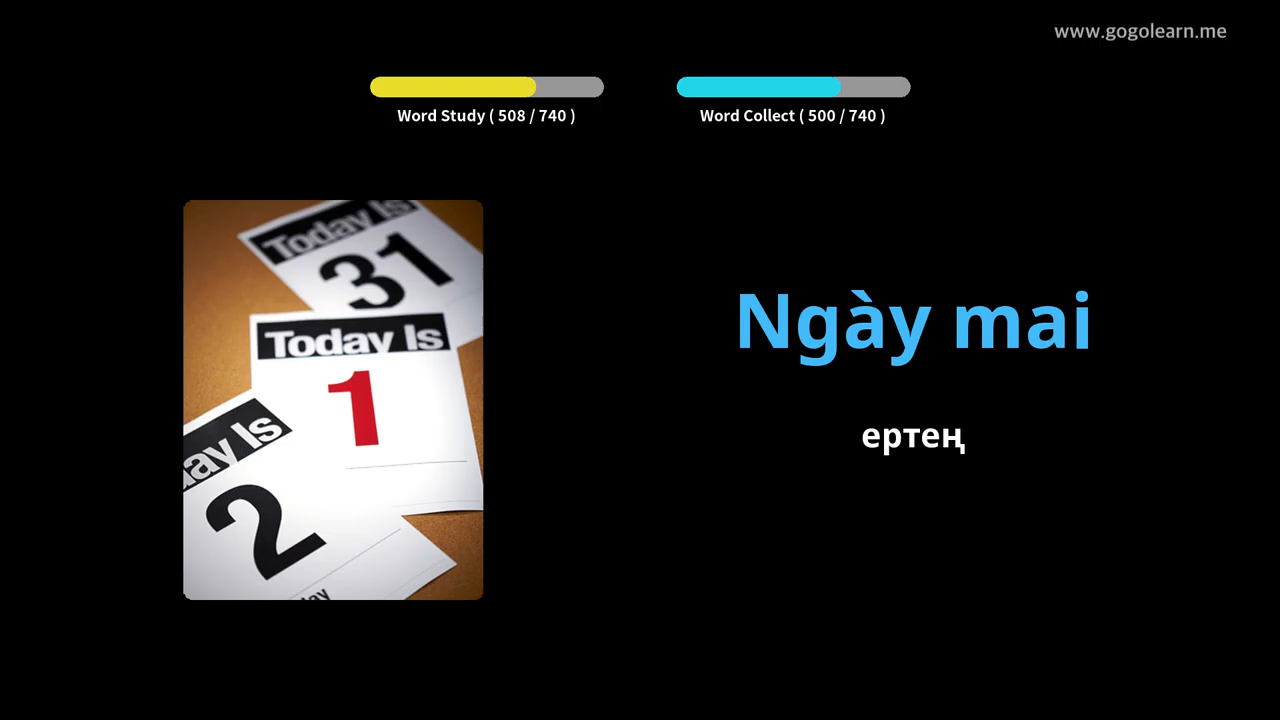 www.gogolearn.me
Word Study ( 508 / 740 )
Word Collect ( 500 / 740 )
Today Is
31
Today Is
1
ay Is
2
Ngày mai
ертең